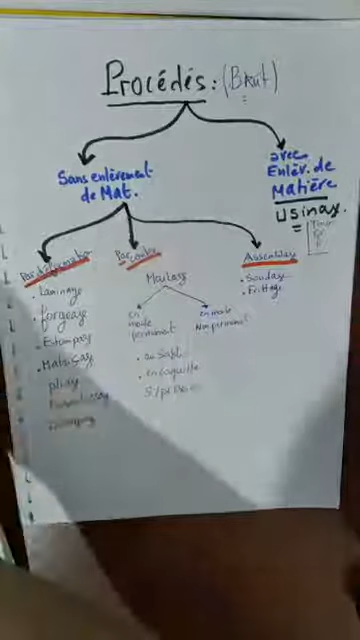 Procédés : (Brut)
Sans enlèvement
de Mat.
avec
Enlèv. de
Matière
Usinage.
Par déformation
Par coulée
Assemblage
. Laminage
. forgeage
. Estampage
. Matriçage
pliage
Moulage
en
moule
permanent
en moule
Non permanent
. au sable
. en coquille
. Soudage
. Frittage